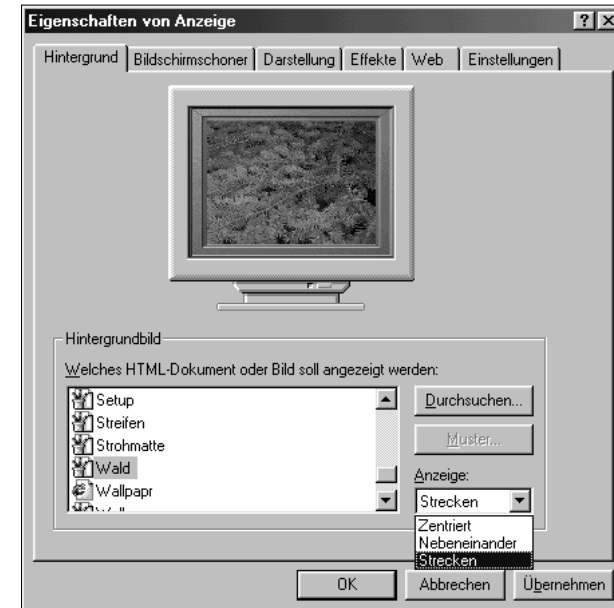 Eigenschaften von Anzeige
Hintergrund Bildschirmschoner Darstellung Effekte Web Einstellungen
Hintergrundbild
Welches HTML-Dokument oder Bild soll angezeigt werden:
Setup
Streifen
Strohmatte
Wald
Wallpapr
Durchsuchen...
Muster...
Anzeige:
Strecken
Zentriert
Nebeneinander
Strecken
OK Abbrechen Übernehmen